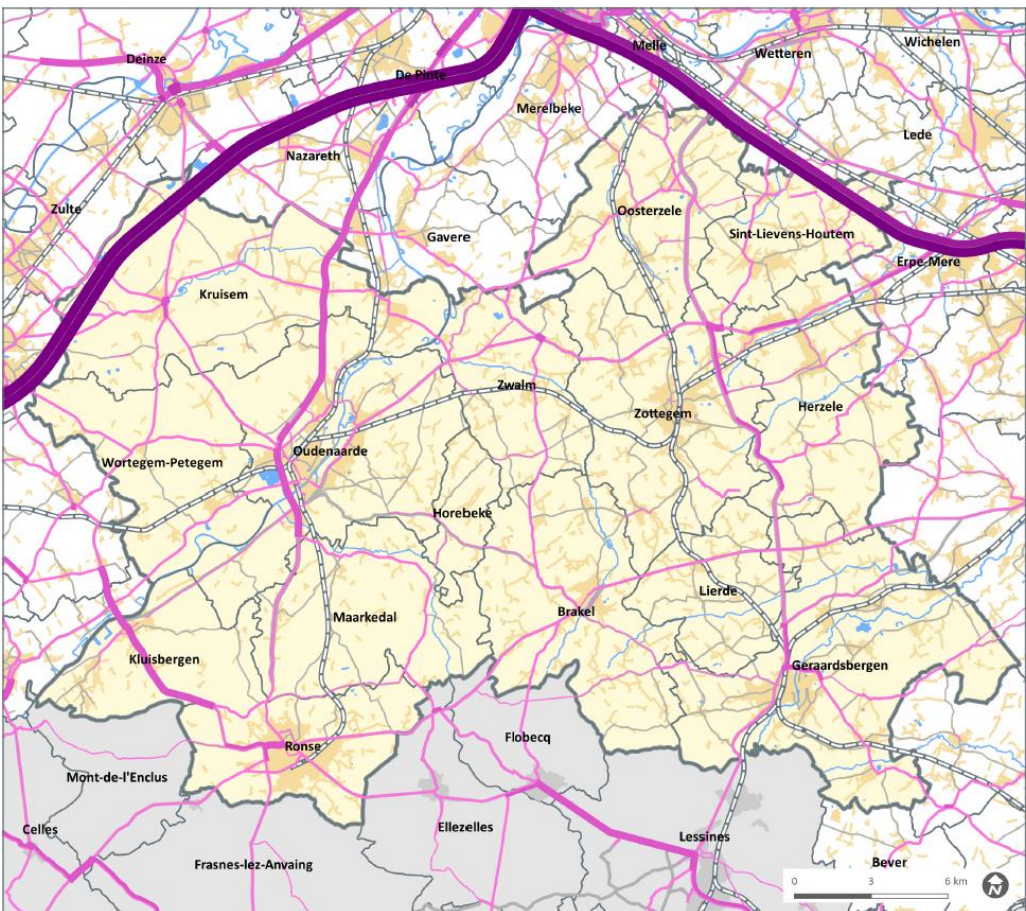 Melle
Wichelen
Wetteren
Deinze
De Pinte
Merelbeke
Lede
Nazareth
Zulte
Oosterzele
Sint-Lievens-Houtem
Gavere
Erpe-Mere
Kruisem
Zwalm
Herzele
Zottegem
Oudenaarde
Wortegem-Petegem
Horebeke
Lierde
Brakel
Maarkedal
Kluisbergen
Geraardsbergen
Flobecq
Ronse
Mont-de-l'Enclus
Ellezelles
Celles
Lessines
Frasnes-lez-Anvaing
Bever
0 3 6 km
N